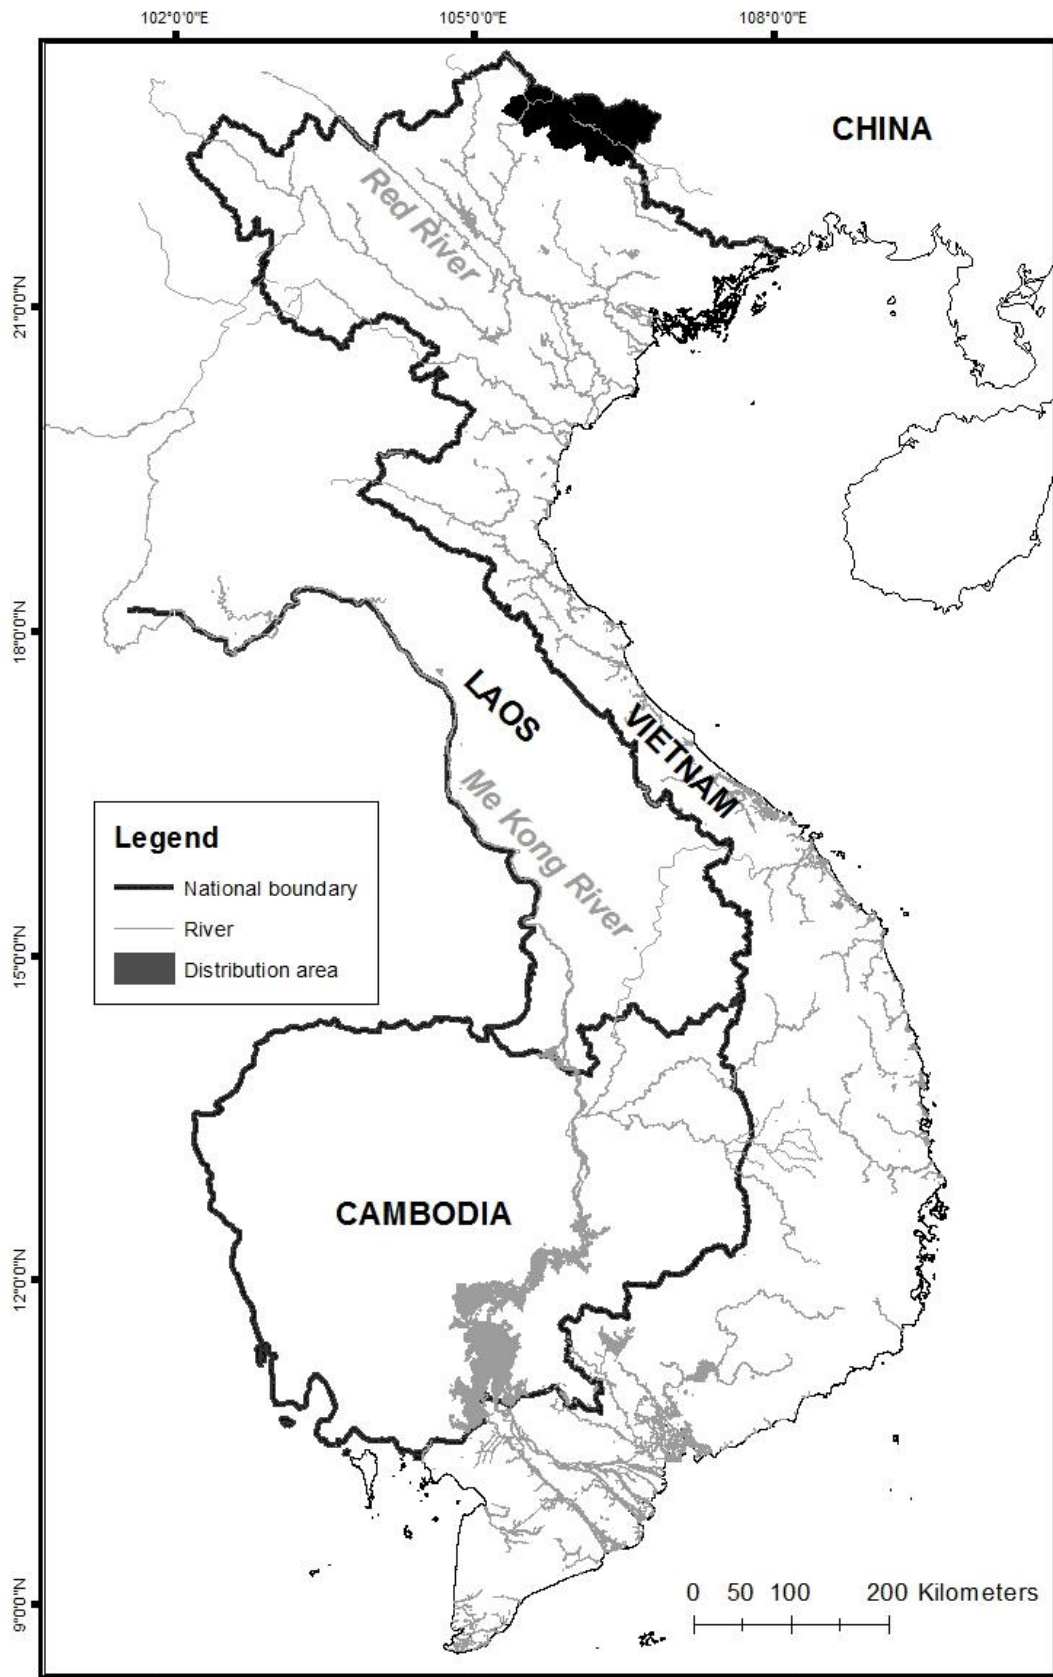 102°0'0"E
105°0'0"E
108°0'0"E
CHINA
Red River
21°0'0"N
18°0'0"N
LAOS
VIETNAM
Me Kong River
Legend
National boundary
River
Distribution area
15°0'0"N
CAMBODIA
12°0'0"N
9°0'0"N
0 50 100 200 Kilometers